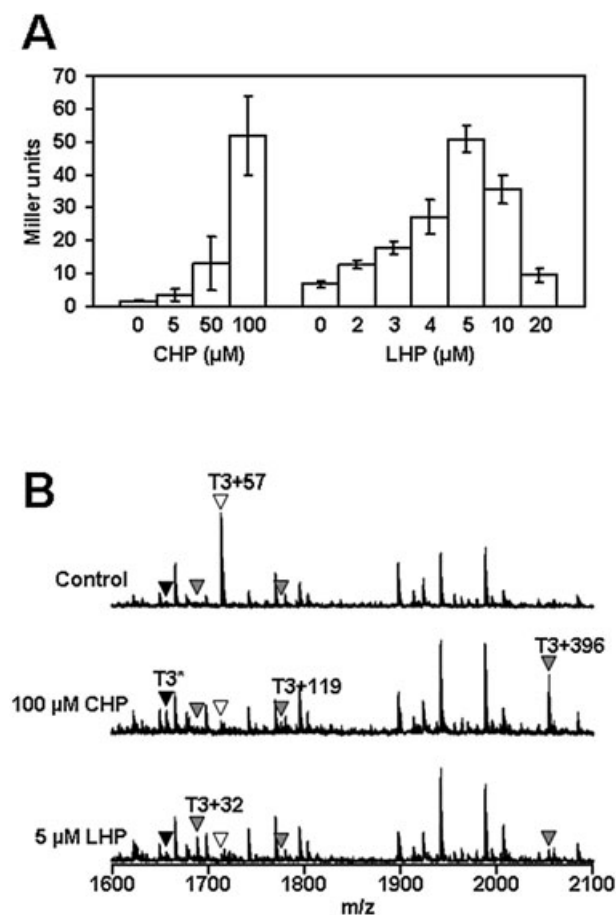 A
70
60
50
40
30
20
10
0
Miller units
0 5 50 100 0 2 3 4 5 10 20
CHP (µM) LHP (µM)
B
T3+57
Control
T3+396
T3* T3+119
100 µM CHP
T3+32
5 µM LHP
1600 1700 1800 1900 2000 2100
m/z